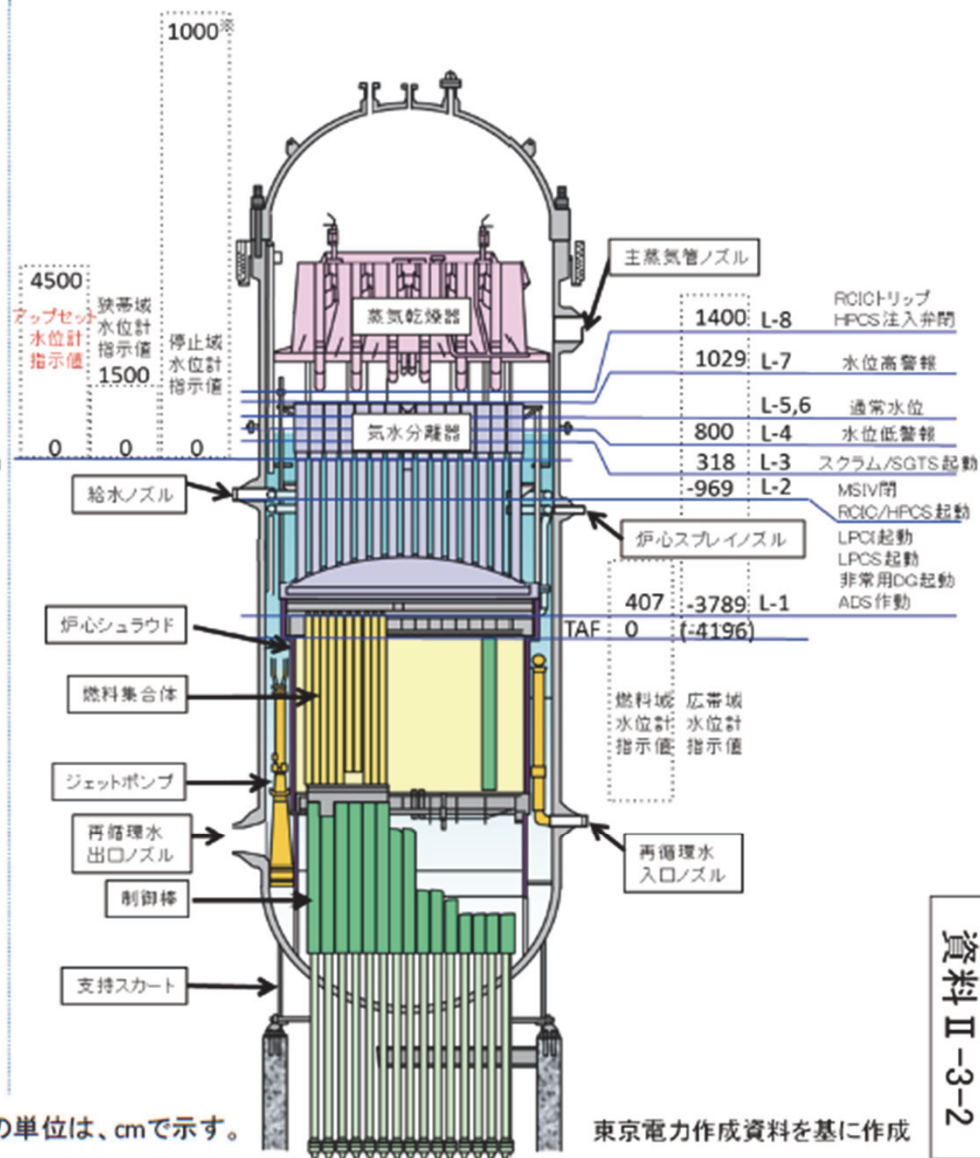 1000※
4500
アップセット
水位計
指示値
0
狭帯域
水位計
指示値
1500
0
停止域
水位計
指示値
0
給水ノズル
炉心シュラウド
燃料集合体
ジェットポンプ
再循環水
出口ノズル
制御棒
支持スカート
蒸気乾燥器
気水分離器
主蒸気管ノズル
炉心スプレイノズル
再循環水
入口ノズル
1400 L-8 RCICトリップ
HPCS注入弁閉
1029 L-7 水位高警報
L-5,6 通常水位
800 L-4 水位低警報
318 L-3 スクラム/SGTS起動
-969 L-2 MSIV閉
RCIC/HPCS起動
LPCI起動
LPCS起動
非常用DG起動
407 -3789 L-1 ADS作動
TAF 0 (-4196)
燃料域
水位計
指示値
広帯域
水位計
指示値
の単位は、cmで示す。
東京電力作成資料を基に作成
資料Ⅱ-3-2